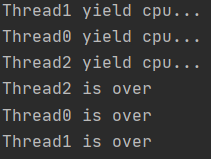 Thread1 yield cpu...
Thread0 yield cpu...
Thread2 yield cpu...
Thread2 is over
Thread0 is over
Thread1 is over